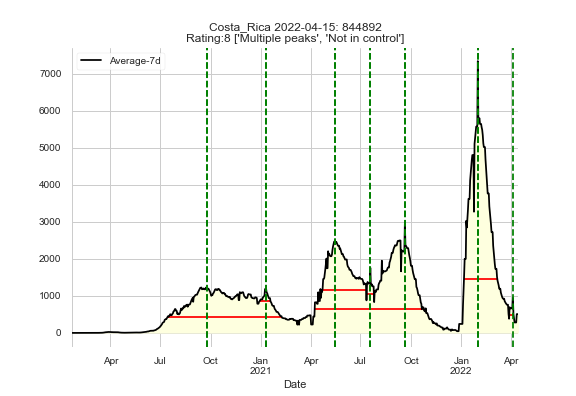 Costa_Rica 2022-04-15: 844892
Rating:8 ['Multiple peaks', 'Not in control']
Average-7d
7000
6000
5000
4000
3000
2000
1000
0
Apr Jul Oct Jan Apr Jul Oct Jan Apr
2021 2022
Date